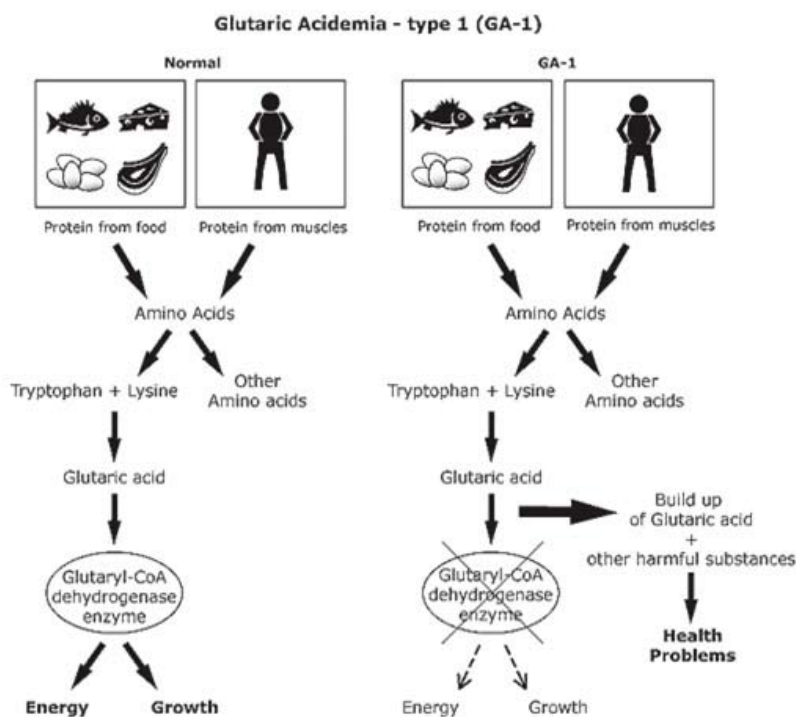 Glutaric Acidemia - type 1 (GA-1)
Normal
Protein from food
Protein from muscles
Amino Acids
Tryptophan + Lysine
Other
Amino acids
Glutaric acid
Glutaryl-CoA
dehydrogenase
enzyme
Energy
Growth
GA-1
Protein from food
Protein from muscles
Amino Acids
Tryptophan + Lysine
Other
Amino acids
Glutaric acid
Build up
of Glutaric acid
+
other harmful substances
Glutaryl-CoA
dehydrogenase
enzyme
Health
Problems
Energy
Growth